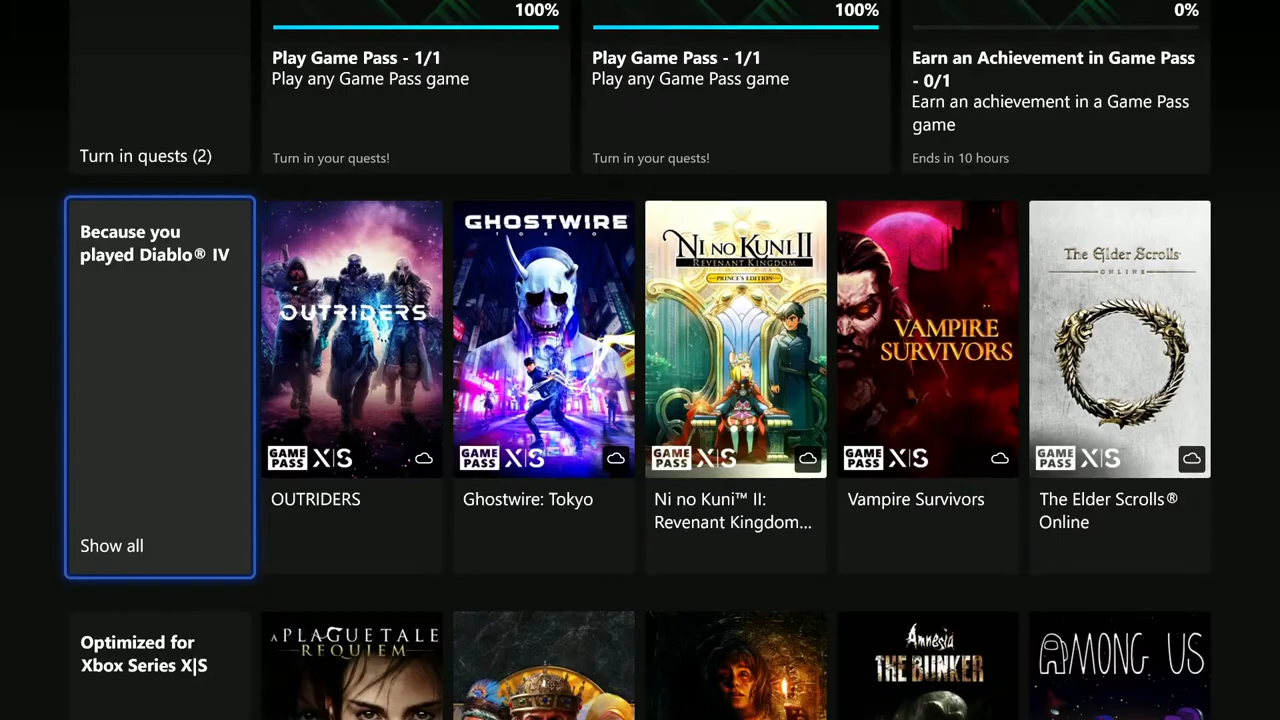 100%
100%
0%
Play Game Pass - 1/1
Play any Game Pass game
Play Game Pass - 1/1
Play any Game Pass game
Earn an Achievement in Game Pass
- 0/1
Earn an achievement in a Game Pass
game
Turn in quests (2)
Turn in your quests!
Turn in your quests!
Ends in 10 hours
Because you
played Diablo® IV
Show all
OUTRIDERS
GAME
PASS
X|S
OUTRIDERS
GHOSTWIRE
TOKYO
GAME
PASS
X|S
Ghostwire: Tokyo
NI NO KUNI II
REVENANT KINGDOM
PRINCE'S EDITION
GAME
PASS
X|S
Ni no Kuni™ II:
Revenant Kingdom...
VAMPIRE
SURVIVORS
GAME
PASS
X|S
Vampire Survivors
The Elder Scrolls
ONLINE
GAME
PASS
X|S
The Elder Scrolls®
Online
Optimized for
Xbox Series X|S
A PLAGUE TALE
REQUIEM
Amnesia
THE BUNKER
AMONG US